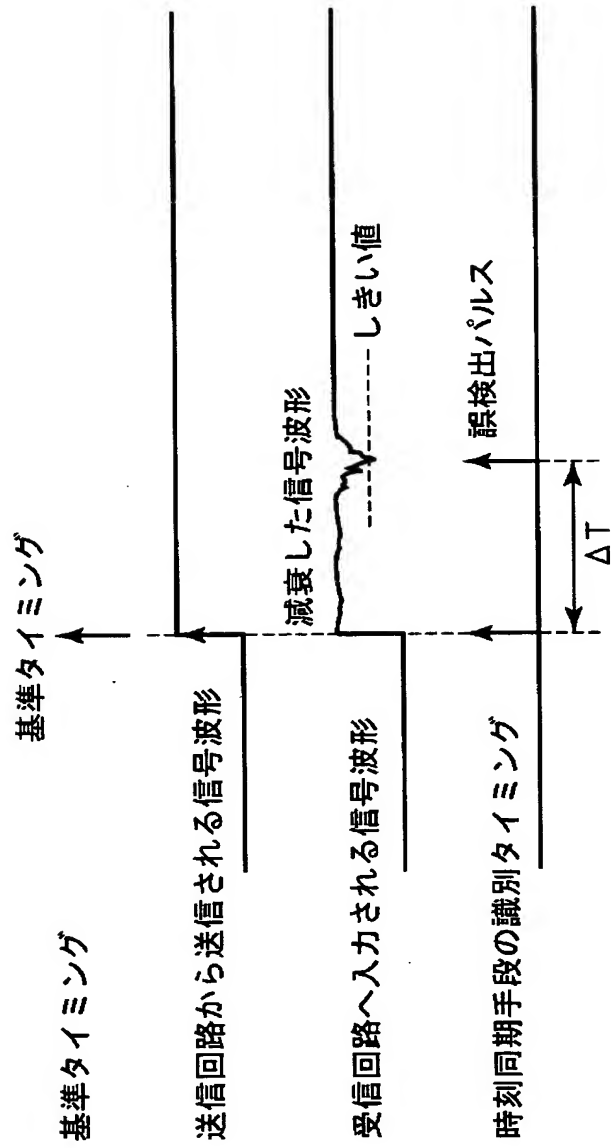 基準タイミング
基準タイミング
送信回路から送信される信号波形
減衰した信号波形
しきい値
受信回路へ入力される信号波形
誤検出パルス
時刻同期手段の識別タイミング
ΔT